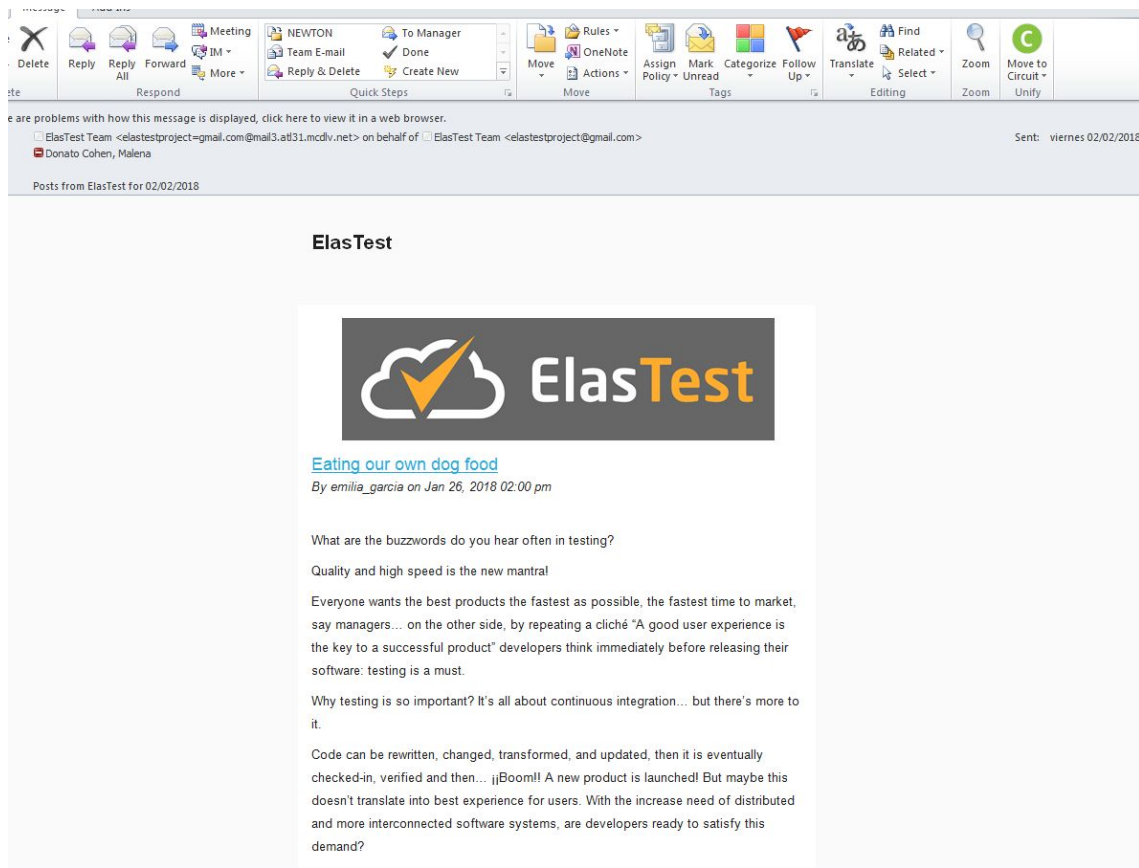 Message Add-Ins
Delete
Reply
Reply All
Forward
Meeting
IM
More
Respond
NEWTON
Team E-mail
Reply & Delete
To Manager
Done
Create New
Quick Steps
Move
Rules
OneNote
Actions
Move
Assign Policy
Mark Unread
Categorize
Follow Up
Tags
Translate
Find
Related
Select
Editing
Zoom
Zoom
Move to Circuit
Unify
e are problems with how this message is displayed, click here to view it in a web browser.
ElasTest Team <elastestproject=gmail.com@mail3.atl31.mcdlv.net> on behalf of ElasTest Team <elastestproject@gmail.com>
Sent: viernes 02/02/2018
Donato Cohen, Malena
Posts from ElasTest for 02/02/2018
ElasTest
ElasTest
Eating our own dog food
By emilia_garcia on Jan 26, 2018 02:00 pm
What are the buzzwords do you hear often in testing?
Quality and high speed is the new mantra!
Everyone wants the best products the fastest as possible, the fastest time to market,
say managers… on the other side, by repeating a cliché “A good user experience is
the key to a successful product” developers think immediately before releasing their
software: testing is a must.
Why testing is so important? It’s all about continuous integration… but there’s more to
it.
Code can be rewritten, changed, transformed, and updated, then it is eventually
checked-in, verified and then… ¡¡Boom!! A new product is launched! But maybe this
doesn’t translate into best experience for users. With the increase need of distributed
and more interconnected software systems, are developers ready to satisfy this
demand?